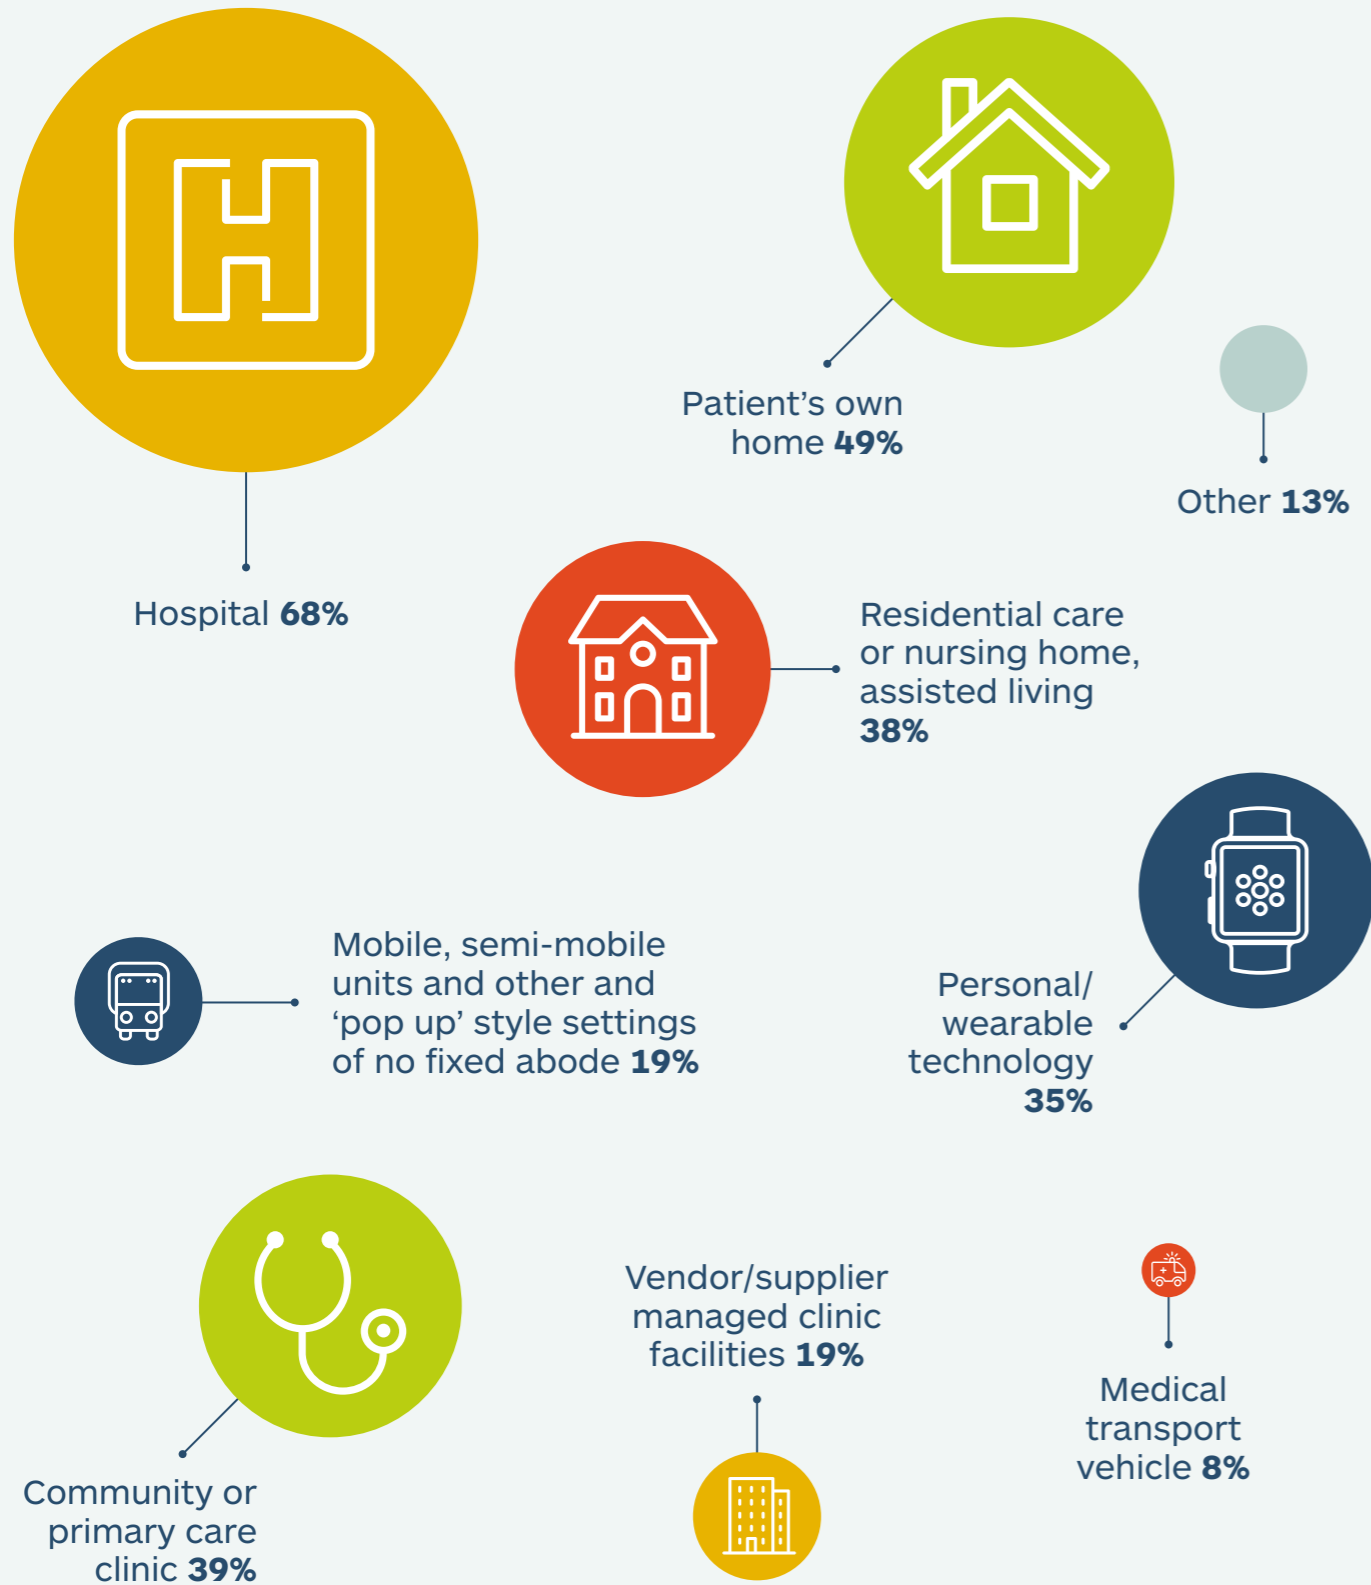 Patient’s own
home 49%
Other 13%
Hospital 68%
Residential care
or nursing home,
assisted living
38%
Mobile, semi-mobile
units and other and
‘pop up’ style settings
of no fixed abode 19%
Personal/
wearable
technology
35%
Vendor/supplier
managed clinic
facilities 19%
Medical
transport
vehicle 8%
Community or
primary care
clinic 39%